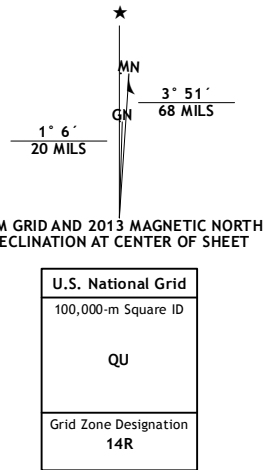 MN
3° 51´
68 MILS
GN
1° 6´
20 MILS
M GRID AND 2013 MAGNETIC NORTH
ECLINATION AT CENTER OF SHEET
U.S. National Grid
100,000-m Square ID
QU
Grid Zone Designation
14R